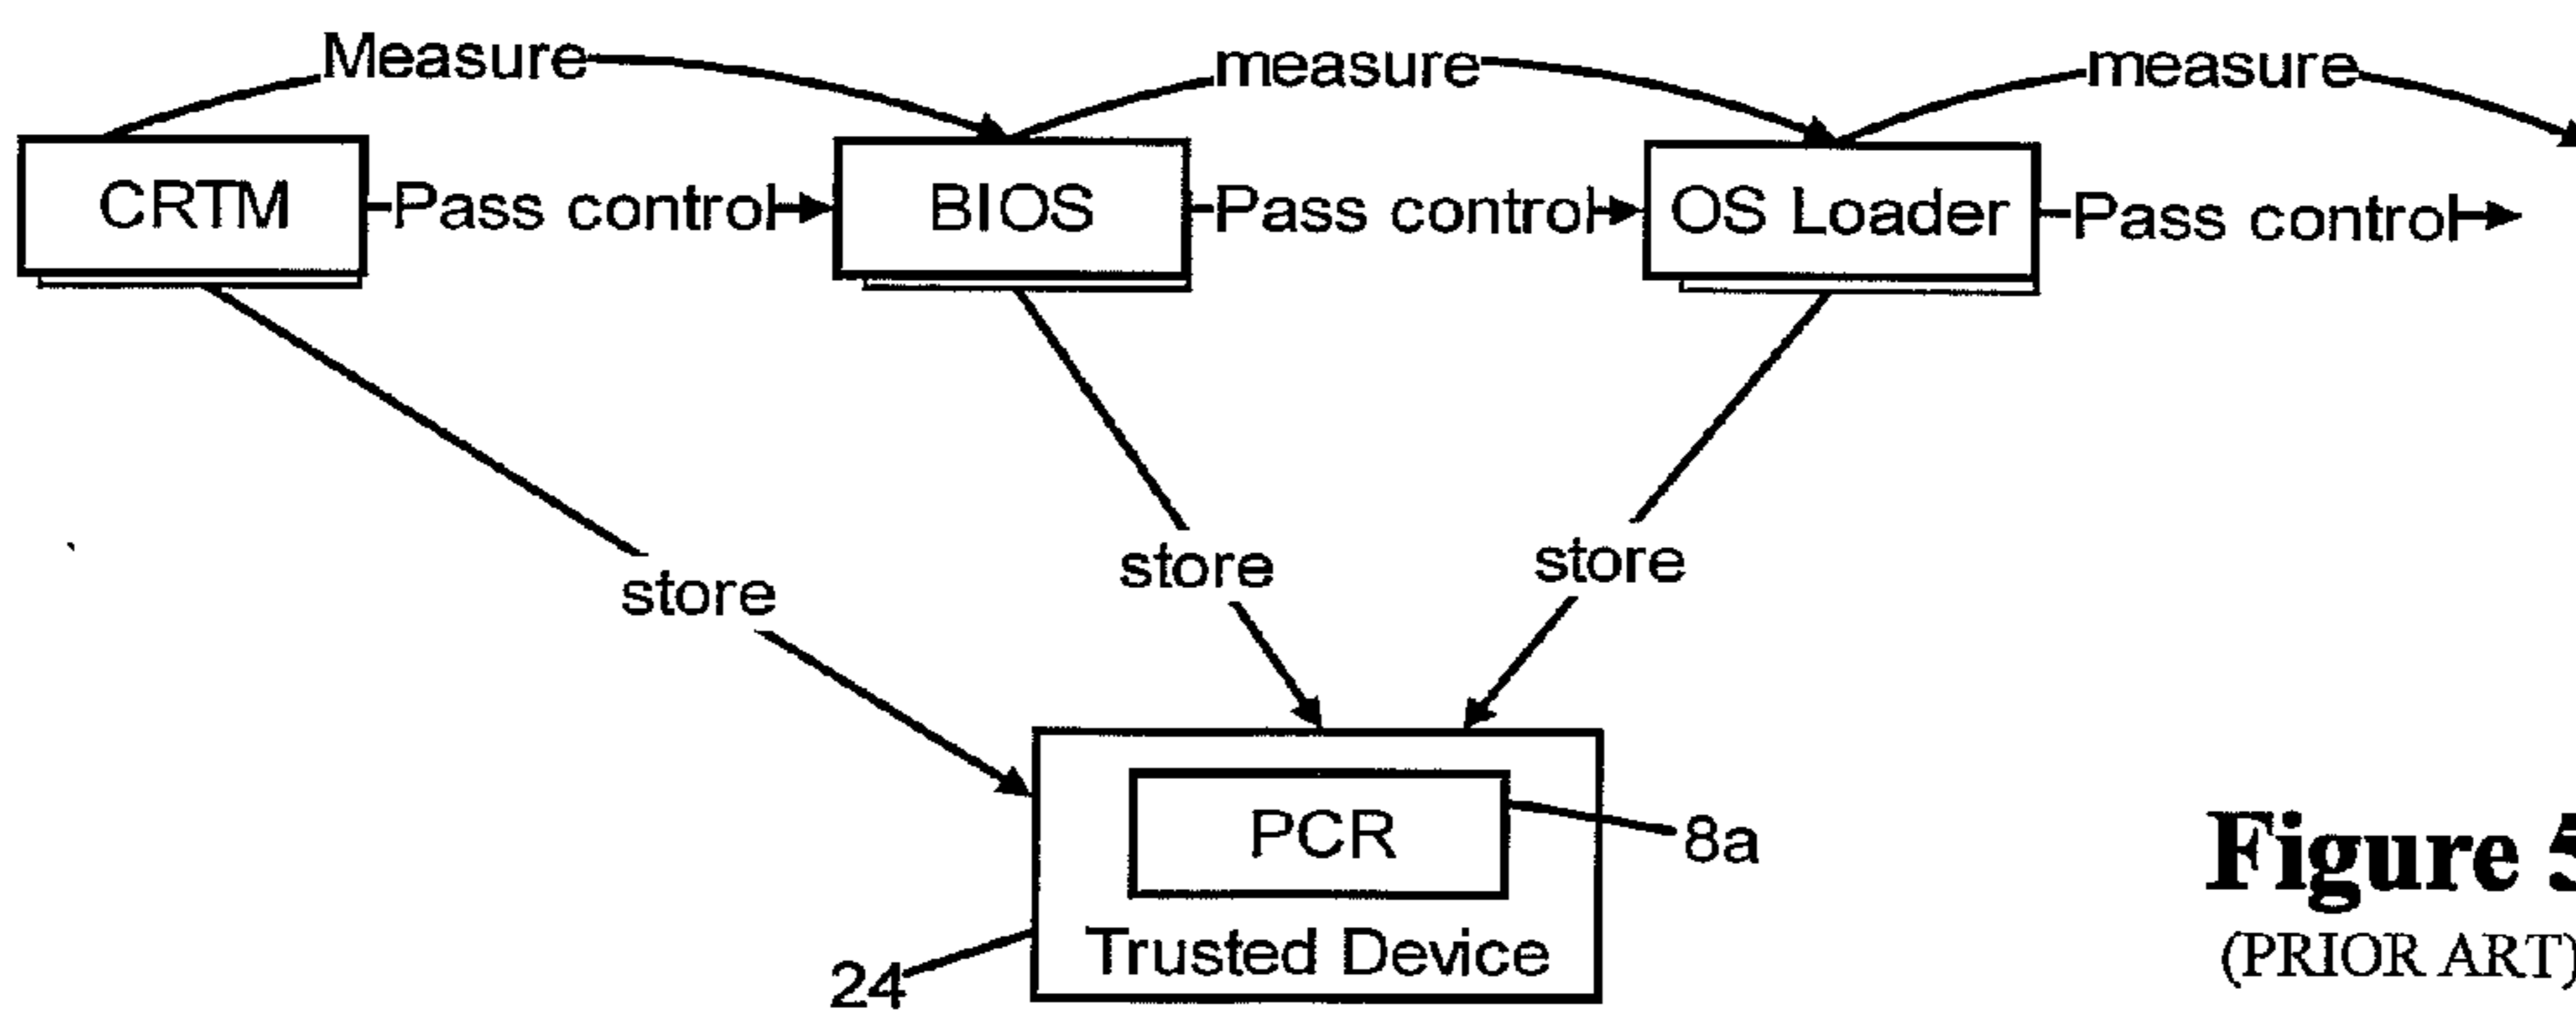 Measure
measure
measure
CRTM
Pass control
BIOS
Pass control
OS Loader
Pass control
store
store
store
PCR
8a
Trusted Device
24
Figure 5
(PRIOR ART)